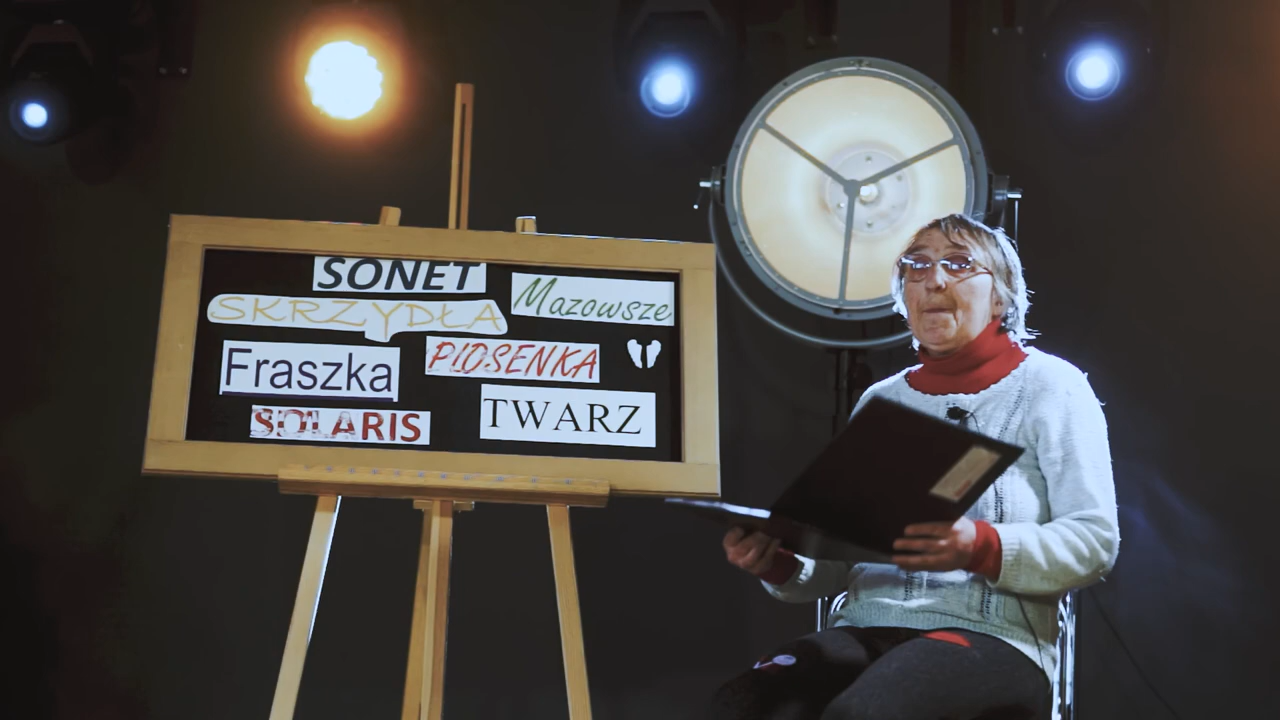 SONET
Mazowsze
SKRZYDŁA
PIOSENKA
Fraszka
TWARZ
SOLARIS